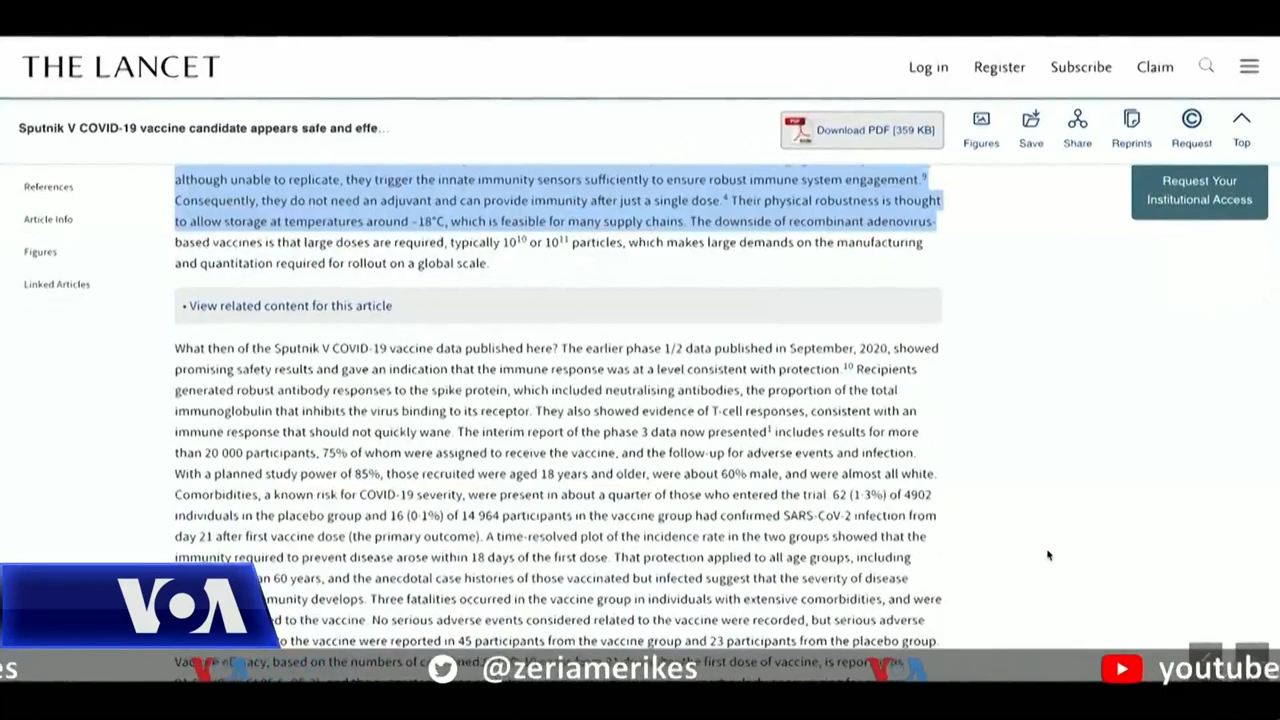 THE LANCET
Log in Register Subscribe Claim
Sputnik V COVID-19 vaccine candidate appears safe and effe...
Download PDF [359 KB]
Figures Save Share Reprints Request Top
References
Article Info
Figures
Linked Articles
Request Your
Institutional Access
although unable to replicate, they trigger the innate immunity sensors sufficiently to ensure robust immune system engagement.9
Consequently, they do not need an adjuvant and can provide immunity after just a single dose.4 Their physical robustness is thought
to allow storage at temperatures around -18°C, which is feasible for many supply chains. The downside of recombinant adenovirus-
based vaccines is that large doses are required, typically 10^10 or 10^11 particles, which makes large demands on the manufacturing
and quantitation required for rollout on a global scale.
• View related content for this article
What then of the Sputnik V COVID-19 vaccine data published here? The earlier phase 1/2 data published in September, 2020, showed
promising safety results and gave an indication that the immune response was at a level consistent with protection.10 Recipients
generated robust antibody responses to the spike protein, which included neutralising antibodies, the proportion of the total
immunoglobulin that inhibits the virus binding to its receptor. They also showed evidence of T-cell responses, consistent with an
immune response that should not quickly wane. The interim report of the phase 3 data now presented1 includes results for more
than 20 000 participants, 75% of whom were assigned to receive the vaccine, and the follow-up for adverse events and infection.
With a planned study power of 85%, those recruited were aged 18 years and older, were about 60% male, and were almost all white.
Comorbidities, a known risk for COVID-19 severity, were present in about a quarter of those who entered the trial. 62 (1·3%) of 4902
individuals in the placebo group and 16 (0·1%) of 14 964 participants in the vaccine group had confirmed SARS-CoV-2 infection from
day 21 after first vaccine dose (the primary outcome). A time-resolved plot of the incidence rate in the two groups showed that the
immunity required to prevent disease arose within 18 days of the first dose. That protection applied to all age groups, including
60 years, and the anecdotal case histories of those vaccinated but infected suggest that the severity of disease
develops. Three fatalities occurred in the vaccine group in individuals with extensive comorbidities, and were
to the vaccine. No serious adverse events considered related to the vaccine were recorded, but serious adverse
to the vaccine were reported in 45 participants from the vaccine group and 23 participants from the placebo group.
based on the numbers of the first dose of vaccine, is
VOA
@zeriamerikes
youtube